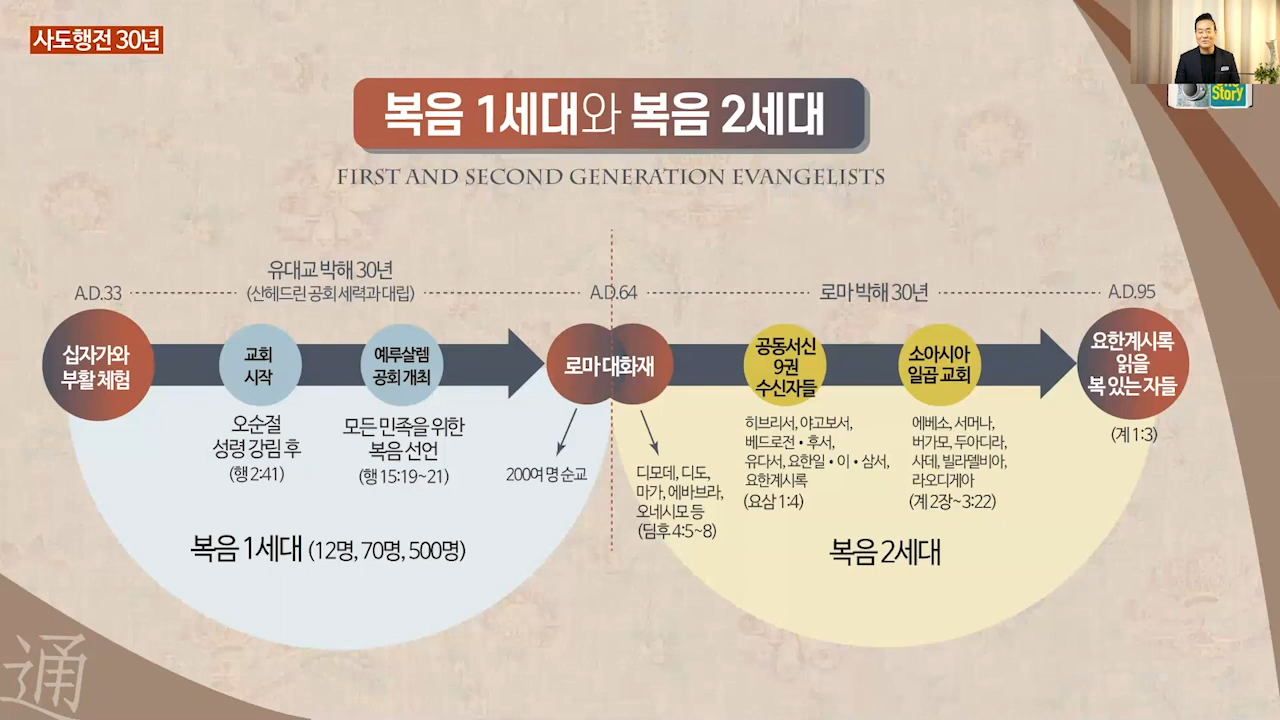 사도행전 30년
Story
복음 1세대와 복음 2세대
FIRST AND SECOND GENERATION EVANGELISTS
유대교 박해 30년
(산헤드린 공회 세력과 대립)
A.D.33
A.D.64
로마 박해 30년
A.D.95
십자가와
부활 체험
교회
시작
예루살렘
공회 개최
로마 대화재
공동서신
9권
수신자들
소아시아
일곱 교회
요한계시록
읽을
복 있는 자들
(계 1:3)
오순절
성령 강림 후
(행 2:41)
모든 민족을 위한
복음 선언
(행 15:19~21)
200여 명 순교
디모데, 디도,
마가, 에바브라,
오네시모 등
(딤후 4:5~8)
히브리서, 야고보서,
베드로전•후서,
유다서, 요한일•이•삼서,
요한계시록
(요삼 1:4)
에베소, 서머나,
버가모, 두아디라,
사데, 빌라델비아,
라오디게아
(계 2장~3:22)
복음 1세대 (12명, 70명, 500명)
복음 2세대
通